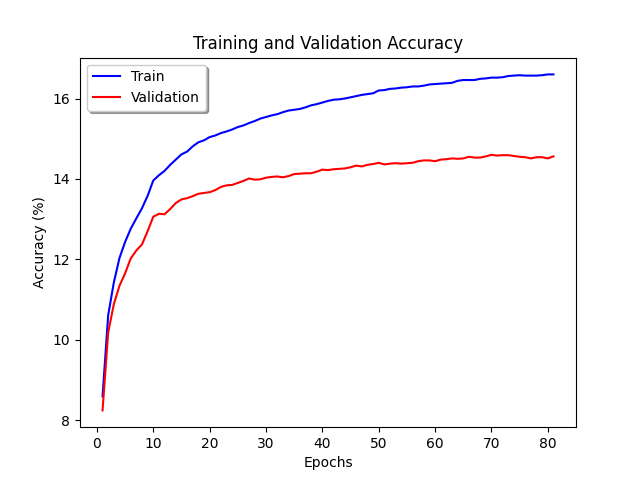 Training and Validation Accuracy
Train
Validation
16
14
12
10
8
Accuracy (%)
0 10 20 30 40 50 60 70 80
Epochs